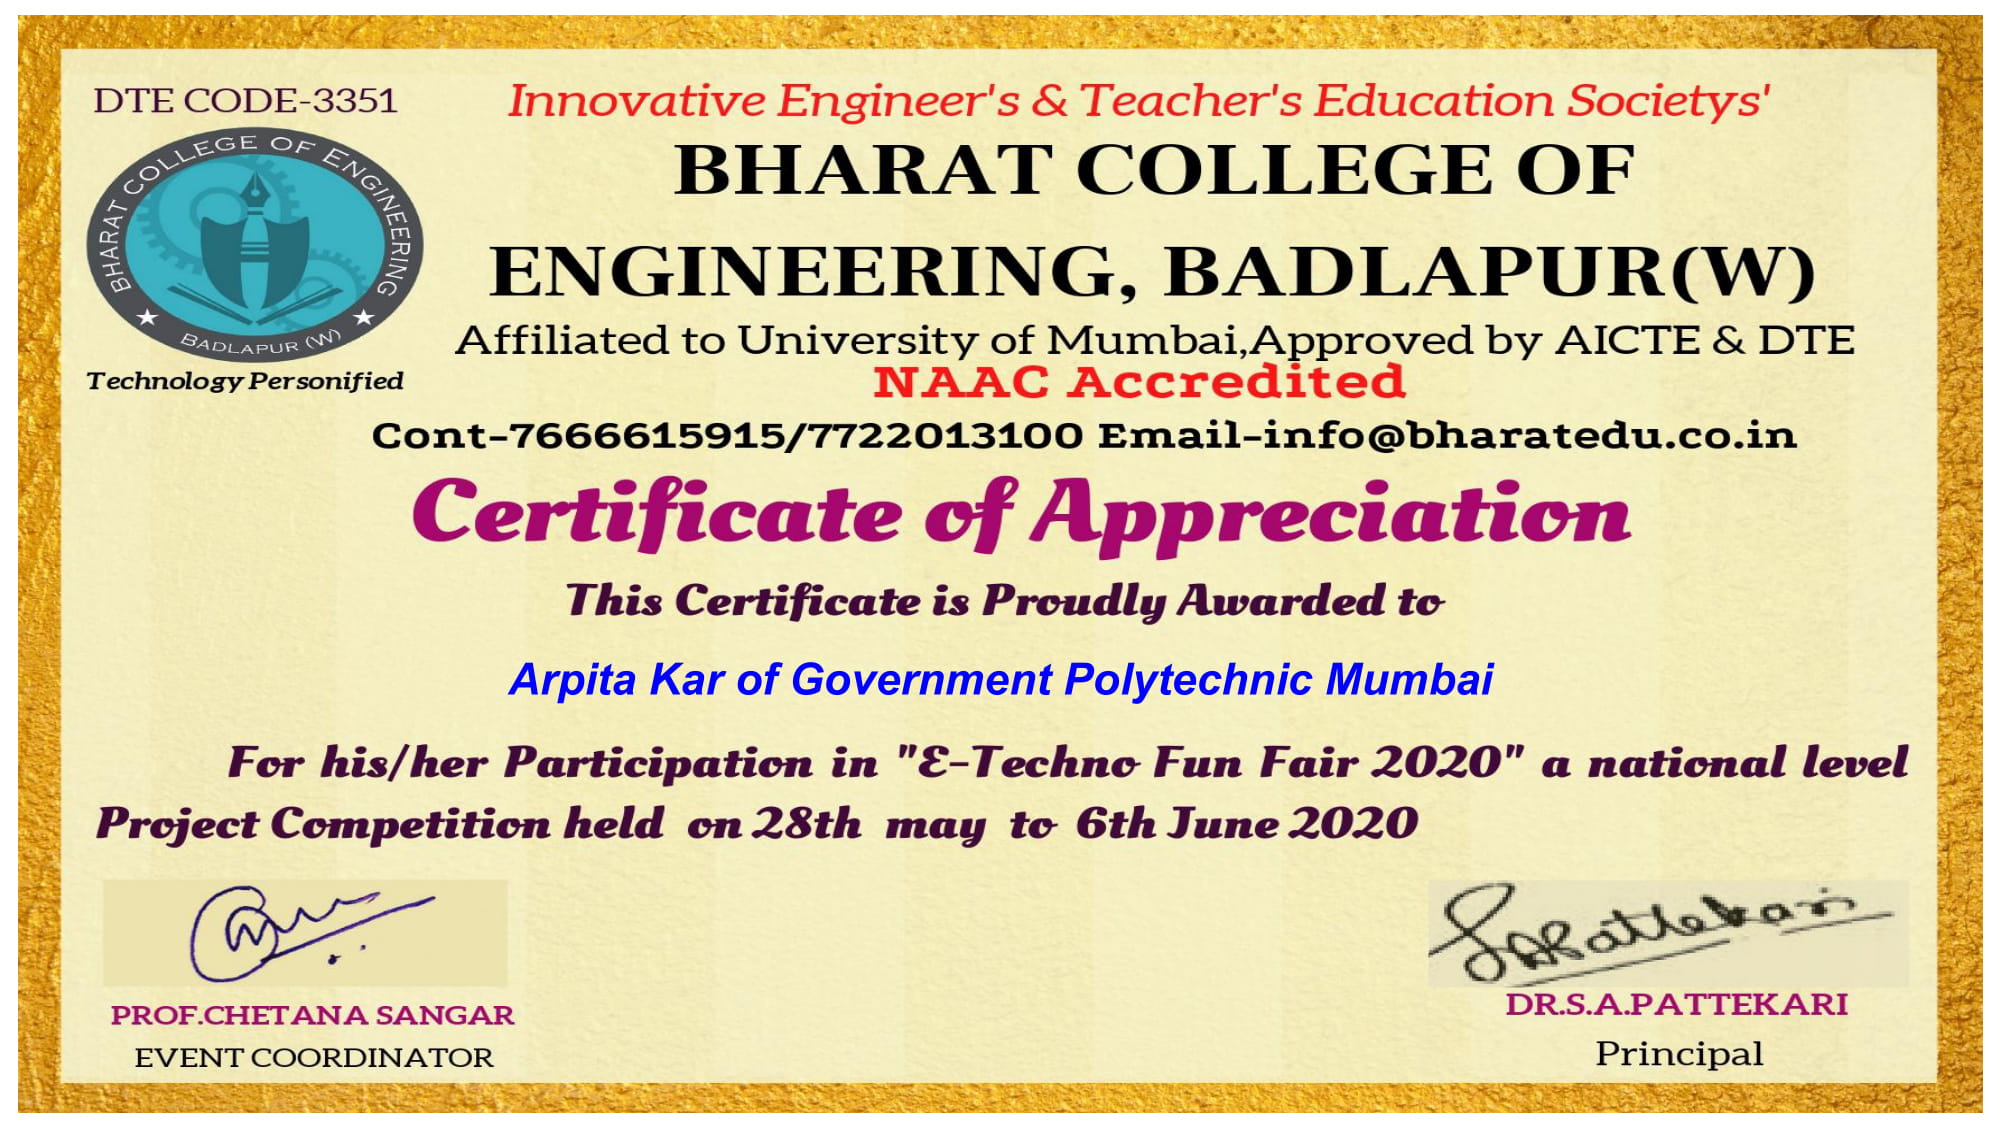 DTE CODE-3351
Innovative Engineer's & Teacher's Education Societys'
BHARAT COLLEGE OF
ENGINEERING, BADLAPUR(W)
BHARAT COLLEGE OF ENGINEERING
BADLAPUR (W)
Technology Personified
Affiliated to University of Mumbai,Approved by AICTE & DTE
NAAC Accredited
Cont-7666615915/7722013100 Email-info@bharatedu.co.in
Certificate of Appreciation
This Certificate is Proudly Awarded to
Arpita Kar of Government Polytechnic Mumbai
For his/her Participation in "E-Techno Fun Fair 2020" a national level
Project Competition held on 28th may to 6th June 2020
PROF.CHETANA SANGAR
EVENT COORDINATOR
SAPattekari
DR.S.A.PATTEKARI
Principal